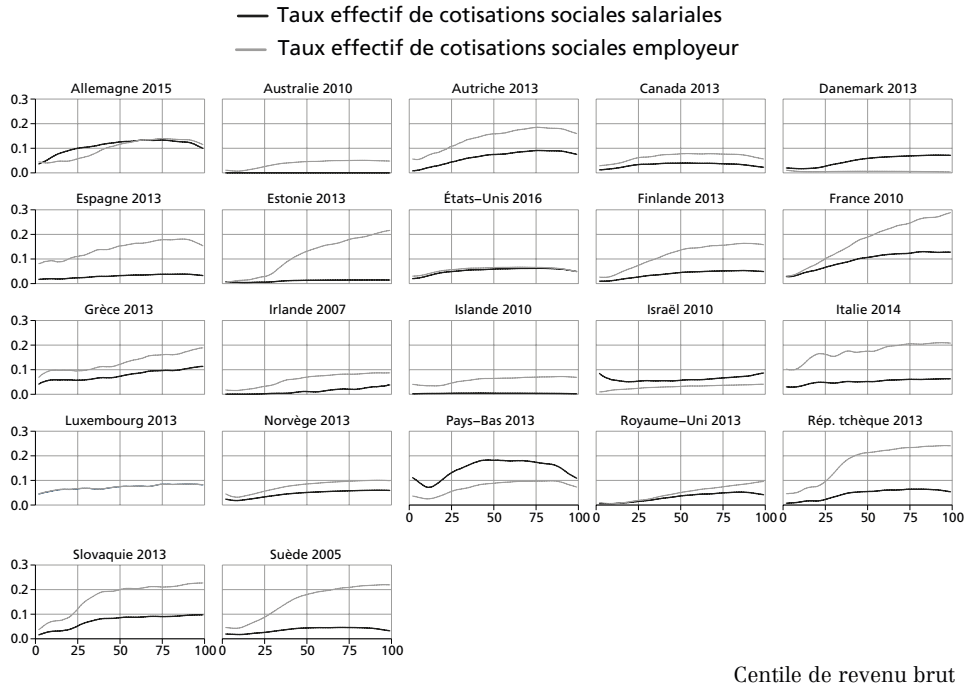 Taux effectif de cotisations sociales salariales
Taux effectif de cotisations sociales employeur
Allemagne 2015 Australie 2010 Autriche 2013 Canada 2013 Danemark 2013
0.3
0.2
0.1
0.0
Espagne 2013 Estonie 2013 États–Unis 2016 Finlande 2013 France 2010
0.3
0.2
0.1
0.0
Grèce 2013 Irlande 2007 Islande 2010 Israël 2010 Italie 2014
0.3
0.2
0.1
0.0
Luxembourg 2013 Norvège 2013 Pays–Bas 2013 Royaume–Uni 2013 Rép. tchèque 2013
0.3
0.2
0.1
0.0
0 25 50 75 100 0 25 50 75 100 0 25 50 75 100
Slovaquie 2013 Suède 2005
0.3
0.2
0.1
0.0
0 25 50 75 100 0 25 50 75 100
Centile de revenu brut